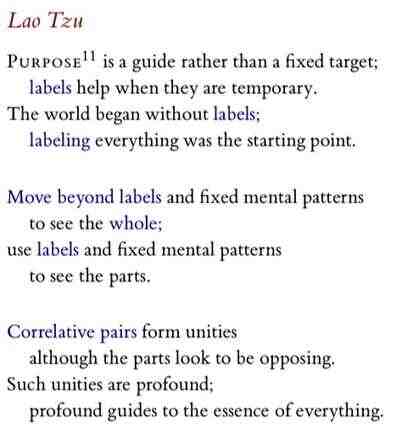 Lao Tzu
Purpose11 is a guide rather than a fixed target;
labels help when they are temporary.
The world began without labels;
labeling everything was the starting point.
Move beyond labels and fixed mental patterns
to see the whole;
use labels and fixed mental patterns
to see the parts.
Correlative pairs form unities
although the parts look to be opposing.
Such unities are profound;
profound guides to the essence of everything.